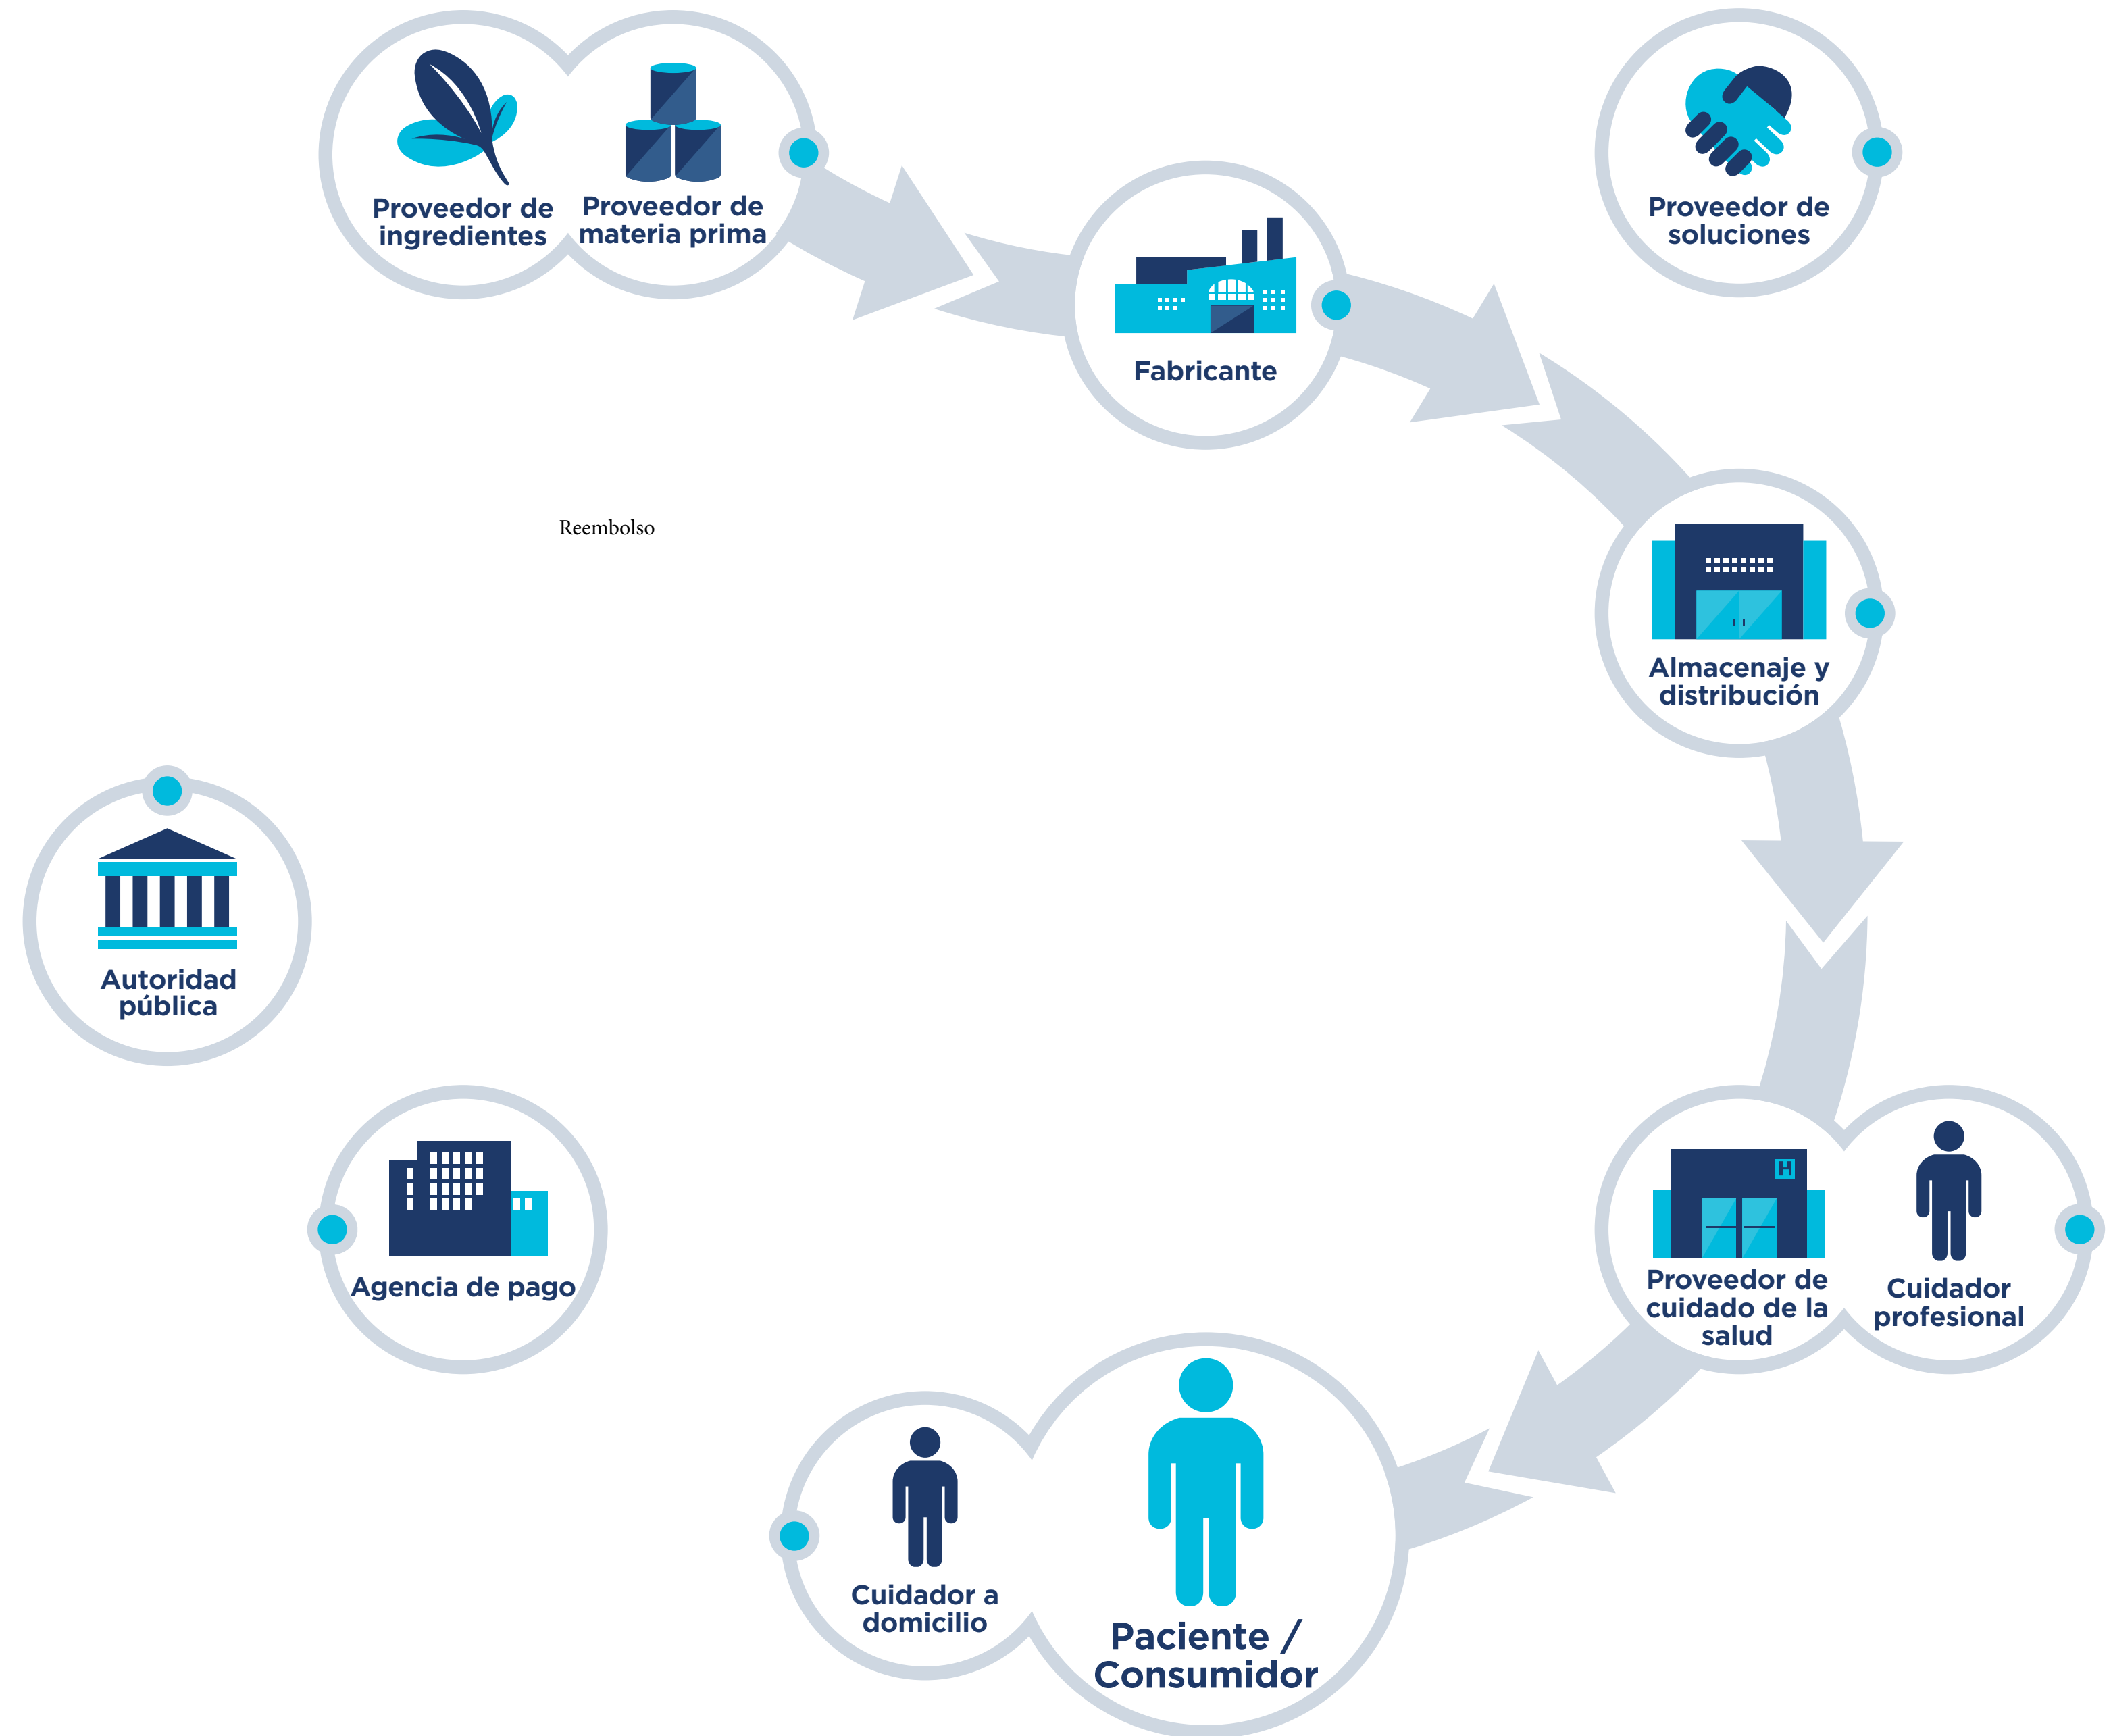 Proveedor de
ingredientes
Proveedor de
materia prima
Proveedor de
soluciones
Fabricante
Reembolso
Almacenaje y
distribución
Autoridad
pública
Agencia de pago
H
Proveedor de
cuidado de la
salud
Cuidador
profesional
Cuidador a
domicilio
Paciente /
Consumidor